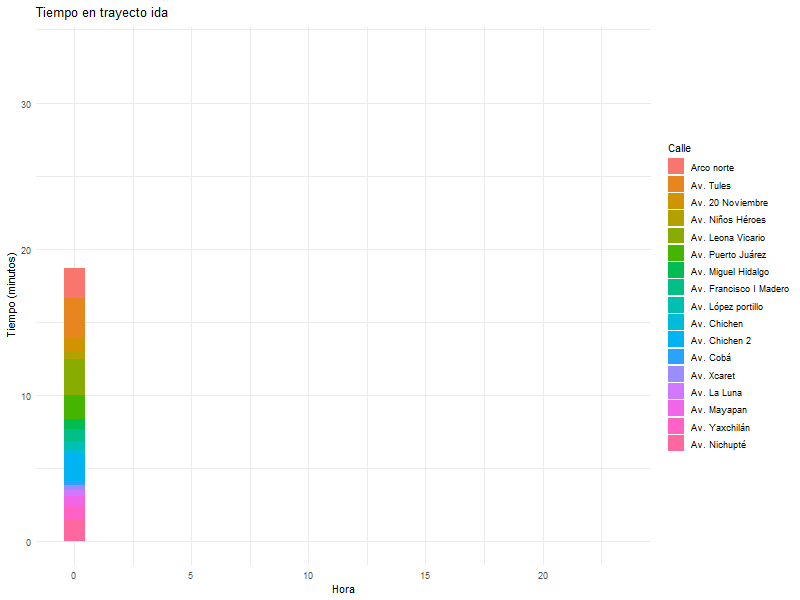 Tiempo en trayecto ida
Tiempo (minutos)
30
20
10
0
0
5
10
15
20
Hora
Calle
Arco norte
Av. Tules
Av. 20 Noviembre
Av. Niños Héroes
Av. Leona Vicario
Av. Puerto Juárez
Av. Miguel Hidalgo
Av. Francisco I Madero
Av. López portillo
Av. Chichen
Av. Chichen 2
Av. Cobá
Av. Xcaret
Av. La Luna
Av. Mayapan
Av. Yaxchilán
Av. Nichupté